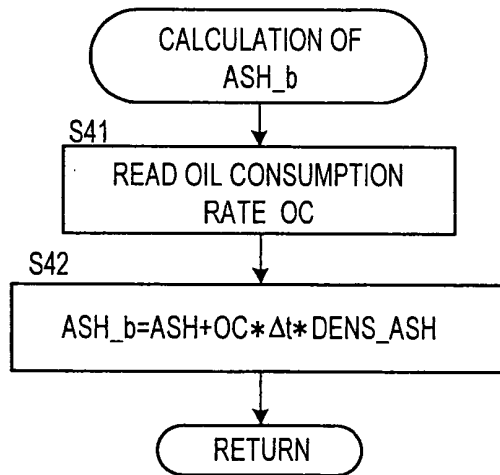 CALCULATION OF
ASH_b
S41
READ OIL CONSUMPTION
RATE OC
S42
ASH_b=ASH+OC*Δt*DENS_ASH
RETURN